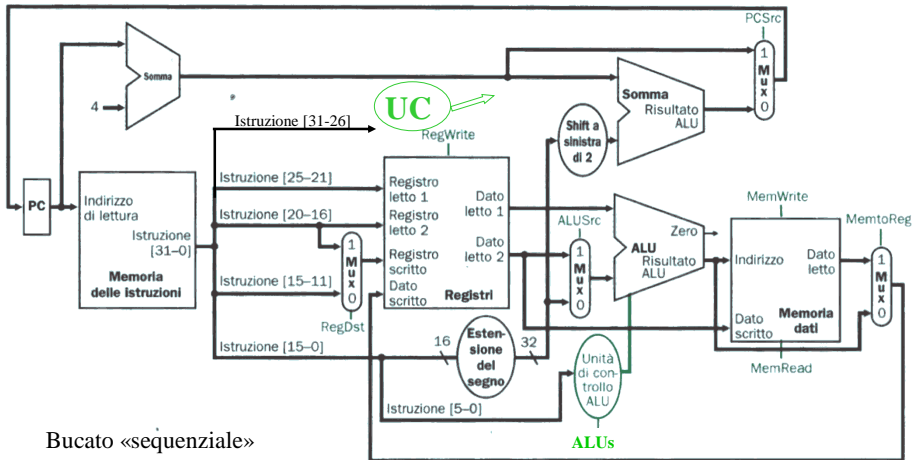 PCSrc
1
Mux
0
Somma
4
Somma
Risultato
ALU
UC
Istruzione [31-26]
Shift a
sinistra
di 2
RegWrite
PC
Indirizzo
di lettura
Istruzione
[31–0]
Memoria
delle istruzioni
Istruzione [25–21]
Istruzione [20–16]
Istruzione [15–11]
Istruzione [15–0]
1
Mux
0
RegDst
Registro
letto 1
Registro
letto 2
Registro
scritto
Dato
scritto
Dato
letto 1
Dato
letto 2
Registri
ALUSrc
1
Mux
0
Zero
ALU
Risultato
ALU
MemWrite
Indirizzo
Dato
letto
Dato
scritto
Memoria
dati
MemRead
MemtoReg
1
Mux
0
16
Esten-
sione
del
segno
32
Unità
di con-
trollo
ALU
Istruzione [5–0]
ALUs
Bucato «sequenziale»